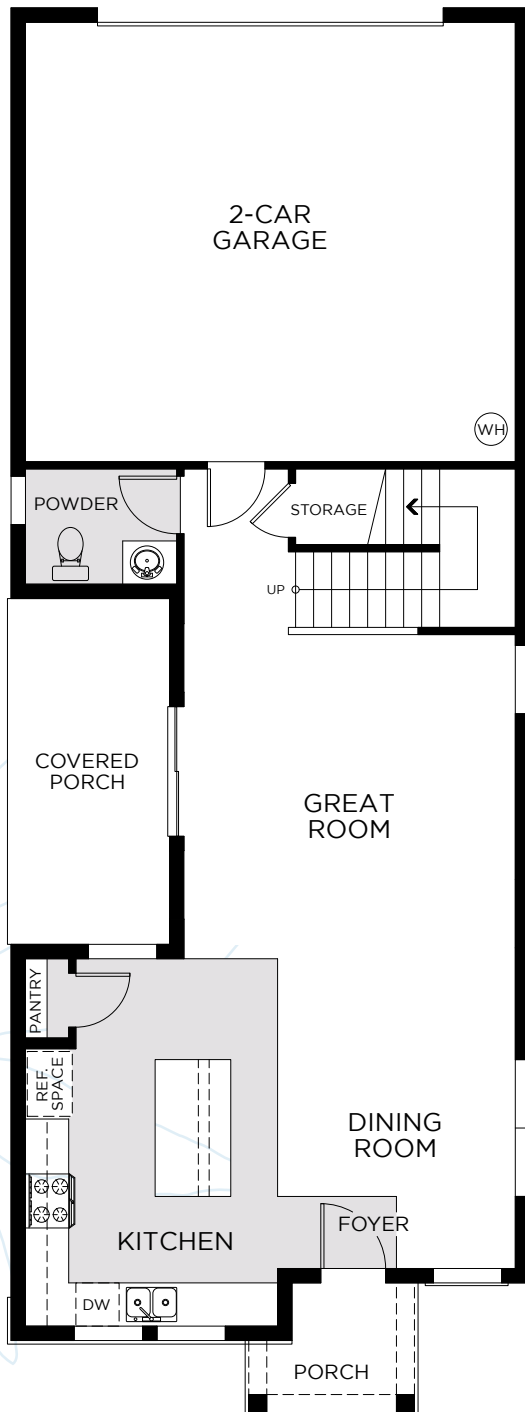 2-CAR
GARAGE
WH
POWDER
STORAGE
UP
COVERED
PORCH
GREAT
ROOM
PANTRY
REF.
SPACE
DINING
ROOM
FOYER
KITCHEN
DW
PORCH